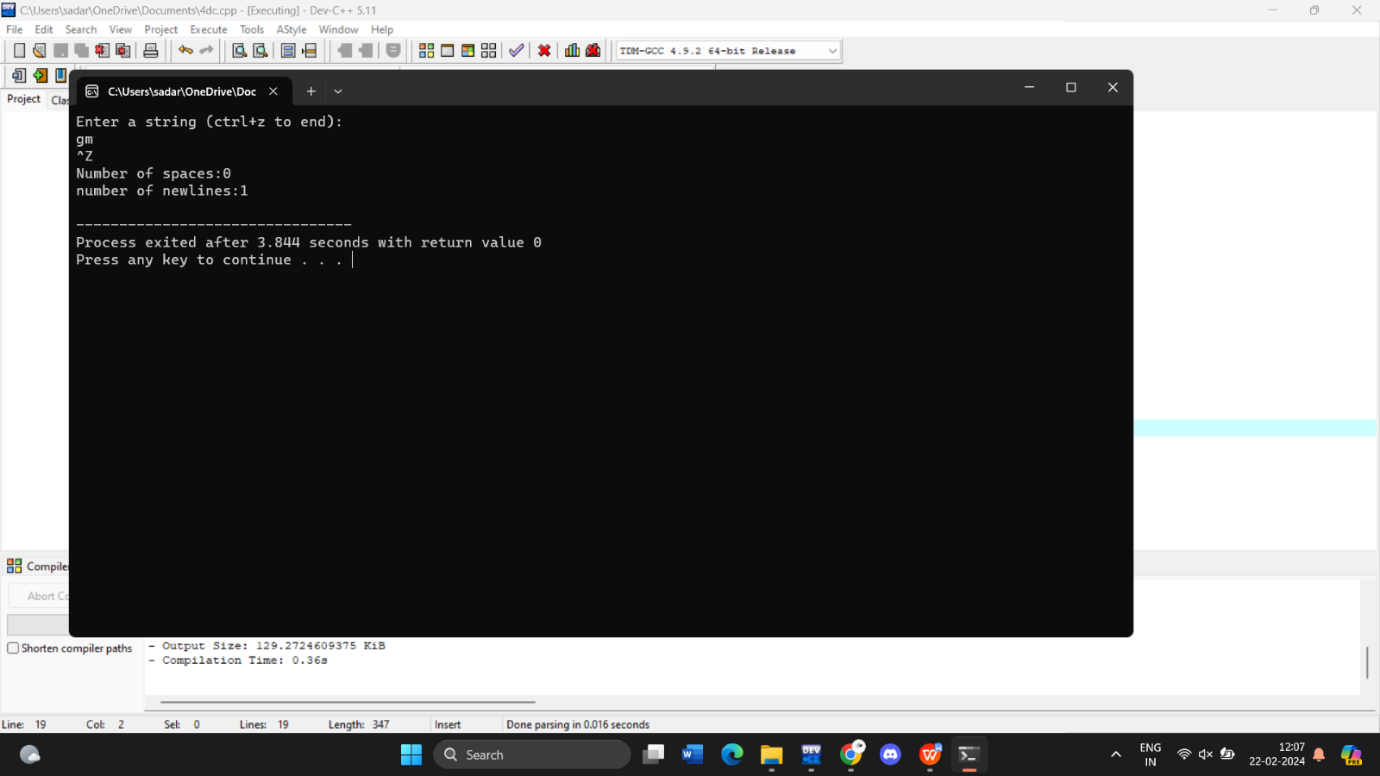 C:\Users\sadar\OneDrive\Documents\4dc.cpp - [Executing] - Dev-C++ 5.11
File Edit Search View Project Execute Tools AStyle Window Help
TDM-GCC 4.9.2 64-bit Release
Project Clas
C:\Users\sadar\OneDrive\Doc
Enter a string (ctrl+z to end):
gm
^Z
Number of spaces:0
number of newlines:1
--------------------------------
Process exited after 3.844 seconds with return value 0
Press any key to continue . . .
Compiler
Abort Co
Shorten compiler paths
- Output Size: 129.2724609375 KiB
- Compilation Time: 0.36s
Line: 19 Col: 2 Sel: 0 Lines: 19 Length: 347 Insert Done parsing in 0.016 seconds
Search
DEV
ENG
IN
12:07
22-02-2024
PRE